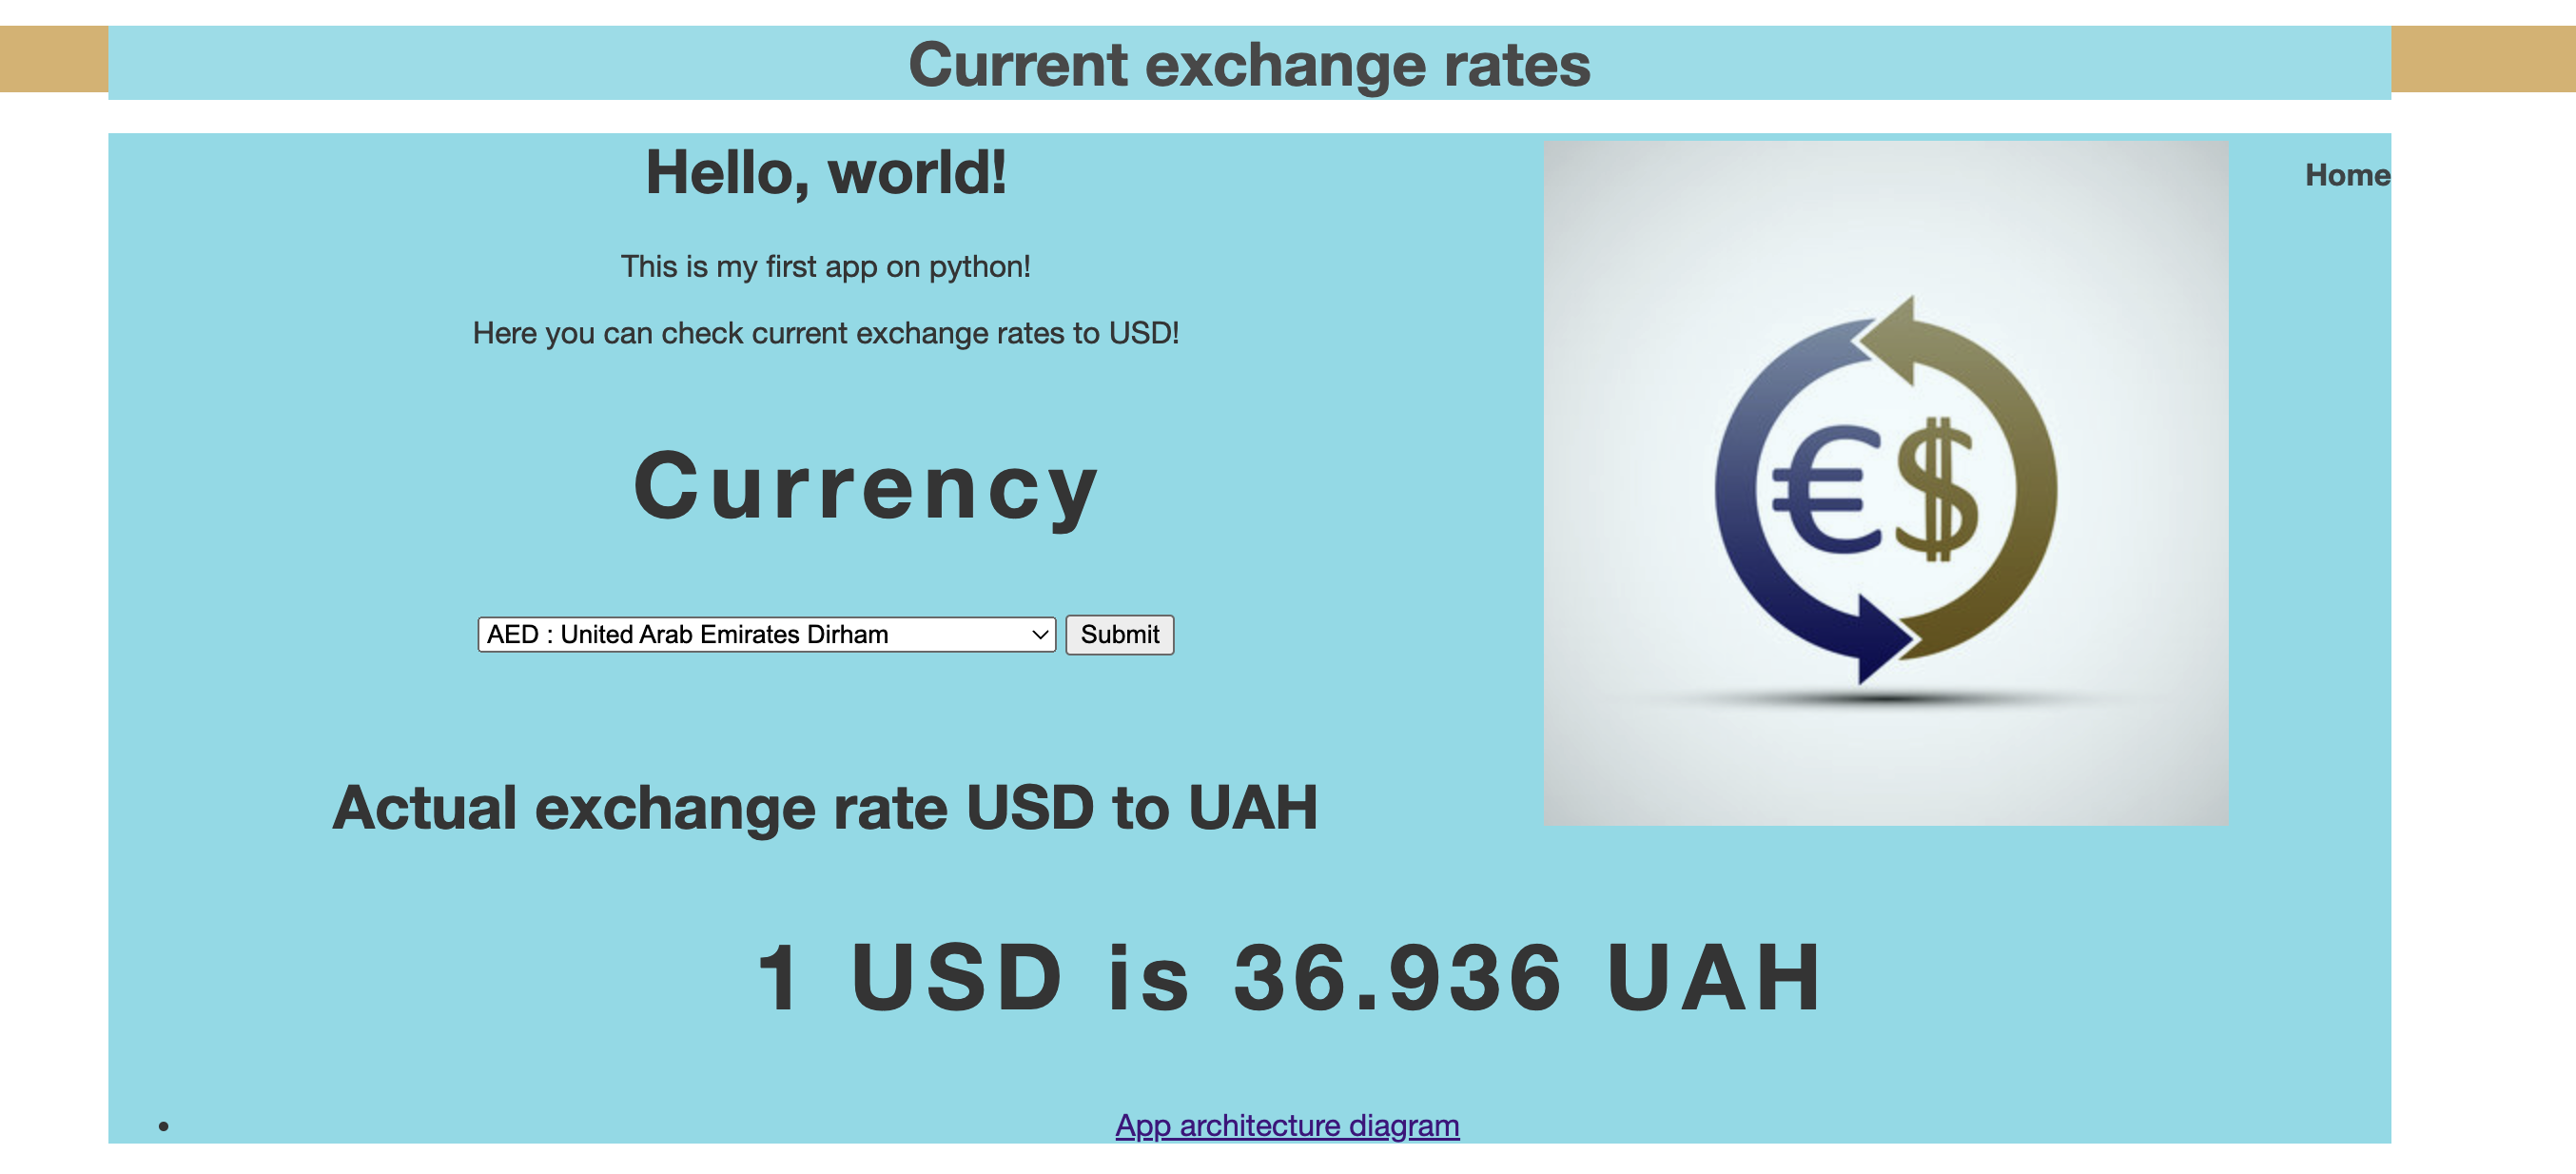 Current exchange rates
Hello, world!
Home
This is my first app on python!
Here you can check current exchange rates to USD!
Currency
€$
AED : United Arab Emirates Dirham
Submit
Actual exchange rate USD to UAH
1 USD is 36.936 UAH
App architecture diagram